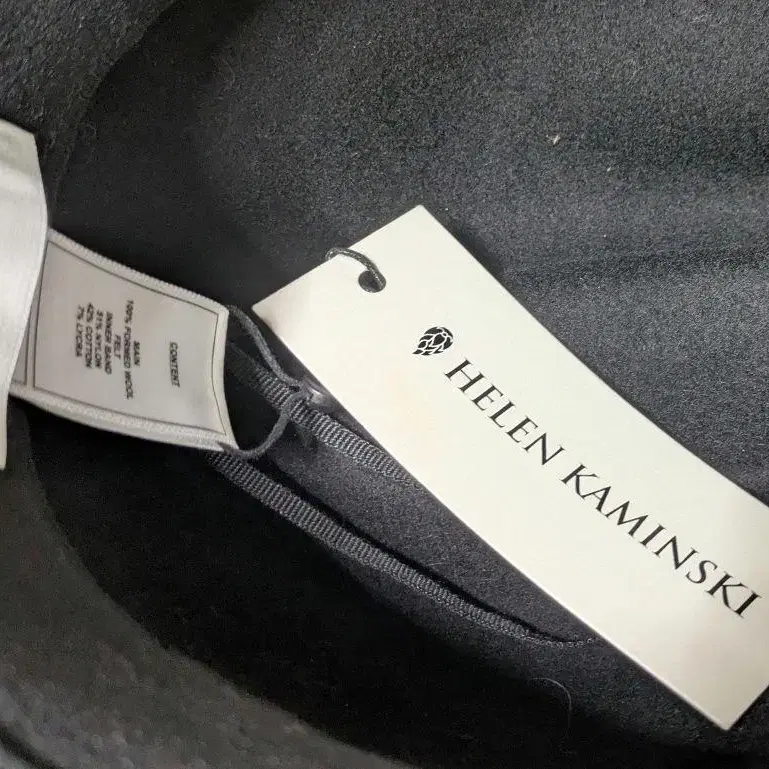 HELEN KAMINSKI
CONTENT
MAIN
100% FORMED WOOL
FELT
INNER BAND
51% NYLON
42% COTTON
7% LYCRA